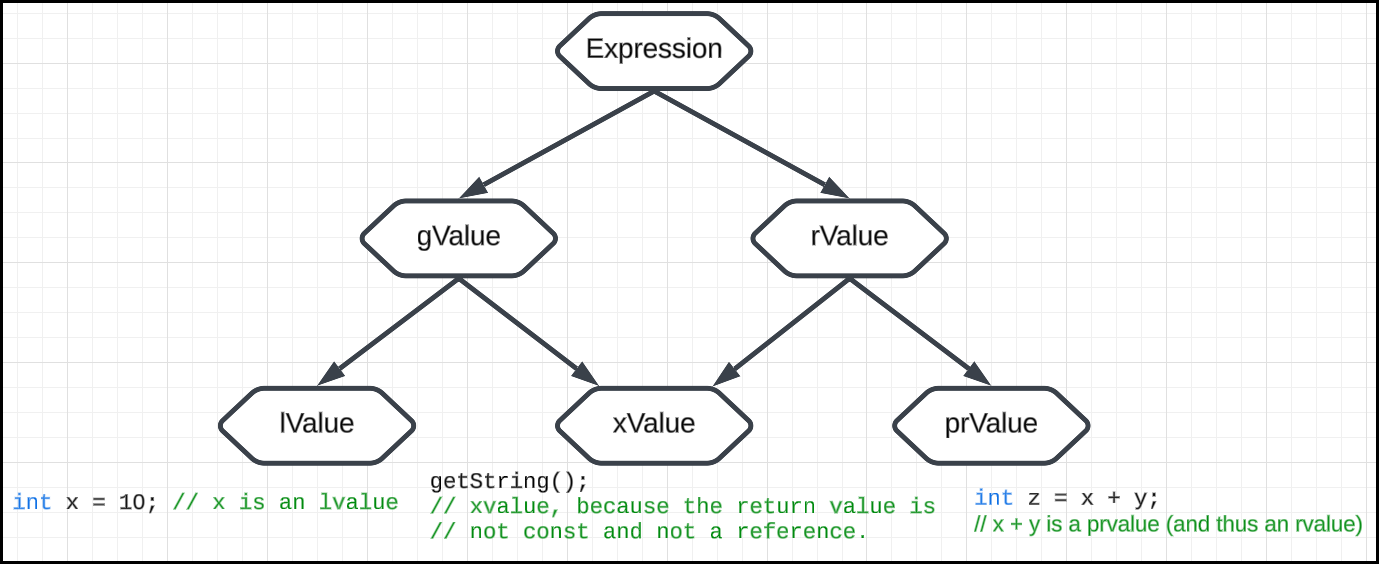 Expression
gValue
rValue
lValue
xValue
prValue
int x = 10; // x is an lvalue
getString();
// xvalue, because the return value is
// not const and not a reference.
int z = x + y;
// x + y is a prvalue (and thus an rvalue)